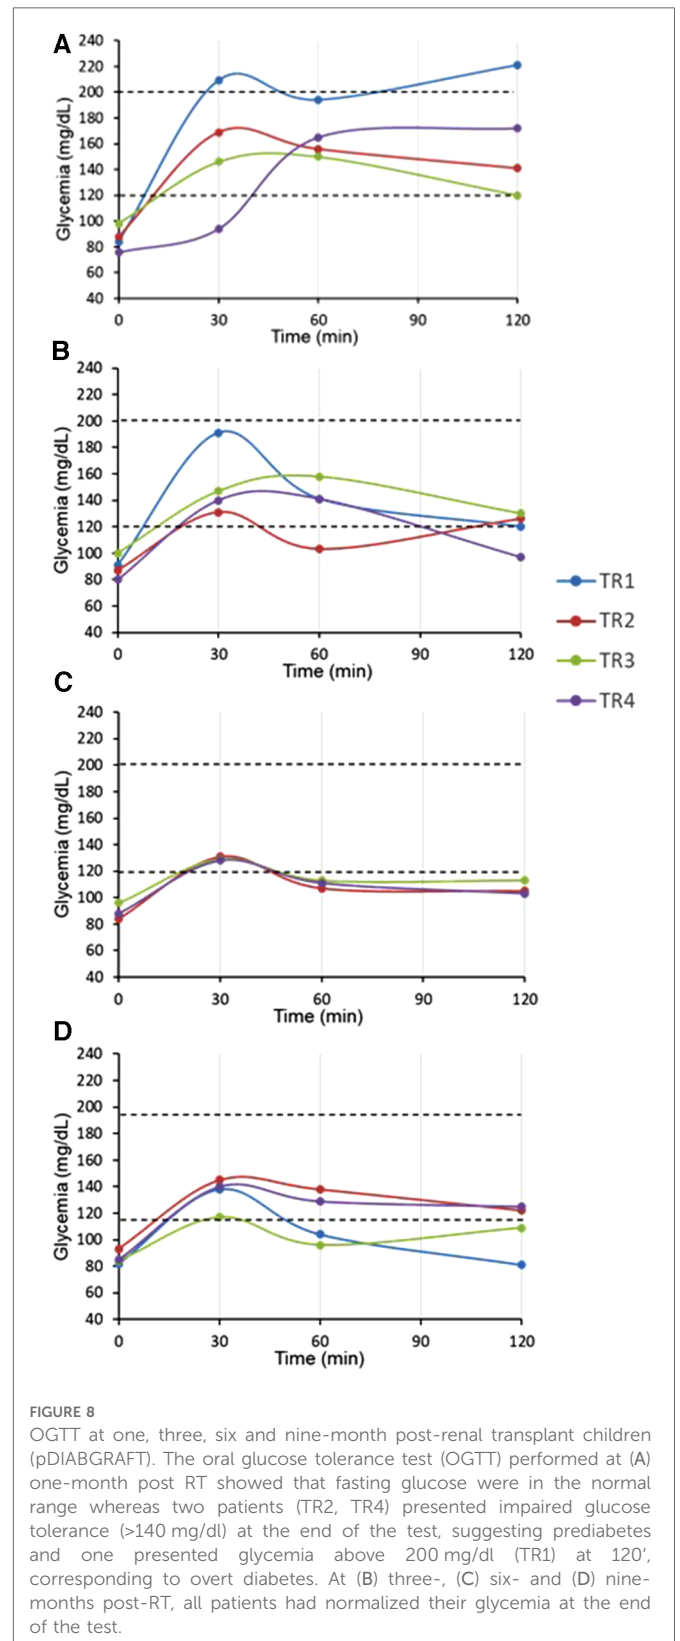 A
240
220
200
180
160
140
120
100
80
60
40
Glycemia (mg/dL)
0 30 60 90 120
Time (min)
B
240
220
200
180
160
140
120
100
80
60
40
Glycemia (mg/dL)
0 30 60 90 120
Time (min)
TR1
TR2
TR3
TR4
C
240
220
200
180
160
140
120
100
80
60
40
Glycemia (mg/dL)
0 30 60 90 120
Time (min)
D
240
220
200
180
160
140
120
100
80
60
40
Glycemia (mg/dL)
0 30 60 90 120
Time (min)
FIGURE 8
OGTT at one, three, six and nine-month post-renal transplant children
(pDIABGRAFT). The oral glucose tolerance test (OGTT) performed at (A)
one-month post RT showed that fasting glucose were in the normal
range whereas two patients (TR2, TR4) presented impaired glucose
tolerance (>140 mg/dl) at the end of the test, suggesting prediabetes
and one presented glycemia above 200 mg/dl (TR1) at 120′,
corresponding to overt diabetes. At (B) three-, (C) six- and (D) nine-
months post-RT, all patients had normalized their glycemia at the end
of the test.